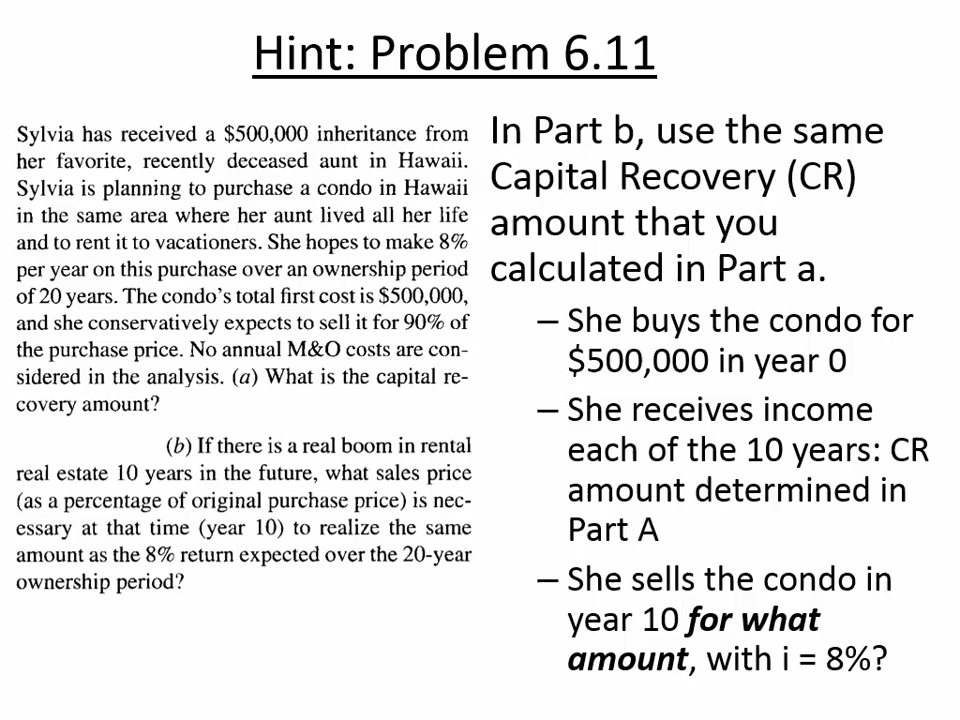 Hint: Problem 6.11
Sylvia has received a $500,000 inheritance from
her favorite, recently deceased aunt in Hawaii.
Sylvia is planning to purchase a condo in Hawaii
in the same area where her aunt lived all her life
and to rent it to vacationers. She hopes to make 8%
per year on this purchase over an ownership period
of 20 years. The condo's total first cost is $500,000,
and she conservatively expects to sell it for 90% of
the purchase price. No annual M&O costs are con-
sidered in the analysis. (a) What is the capital re-
covery amount?
(b) If there is a real boom in rental
real estate 10 years in the future, what sales price
(as a percentage of original purchase price) is nec-
essary at that time (year 10) to realize the same
amount as the 8% return expected over the 20-year
ownership period?
In Part b, use the same
Capital Recovery (CR)
amount that you
calculated in Part a.
– She buys the condo for
$500,000 in year 0
– She receives income
each of the 10 years: CR
amount determined in
Part A
– She sells the condo in
year 10 for what
amount, with i = 8%?